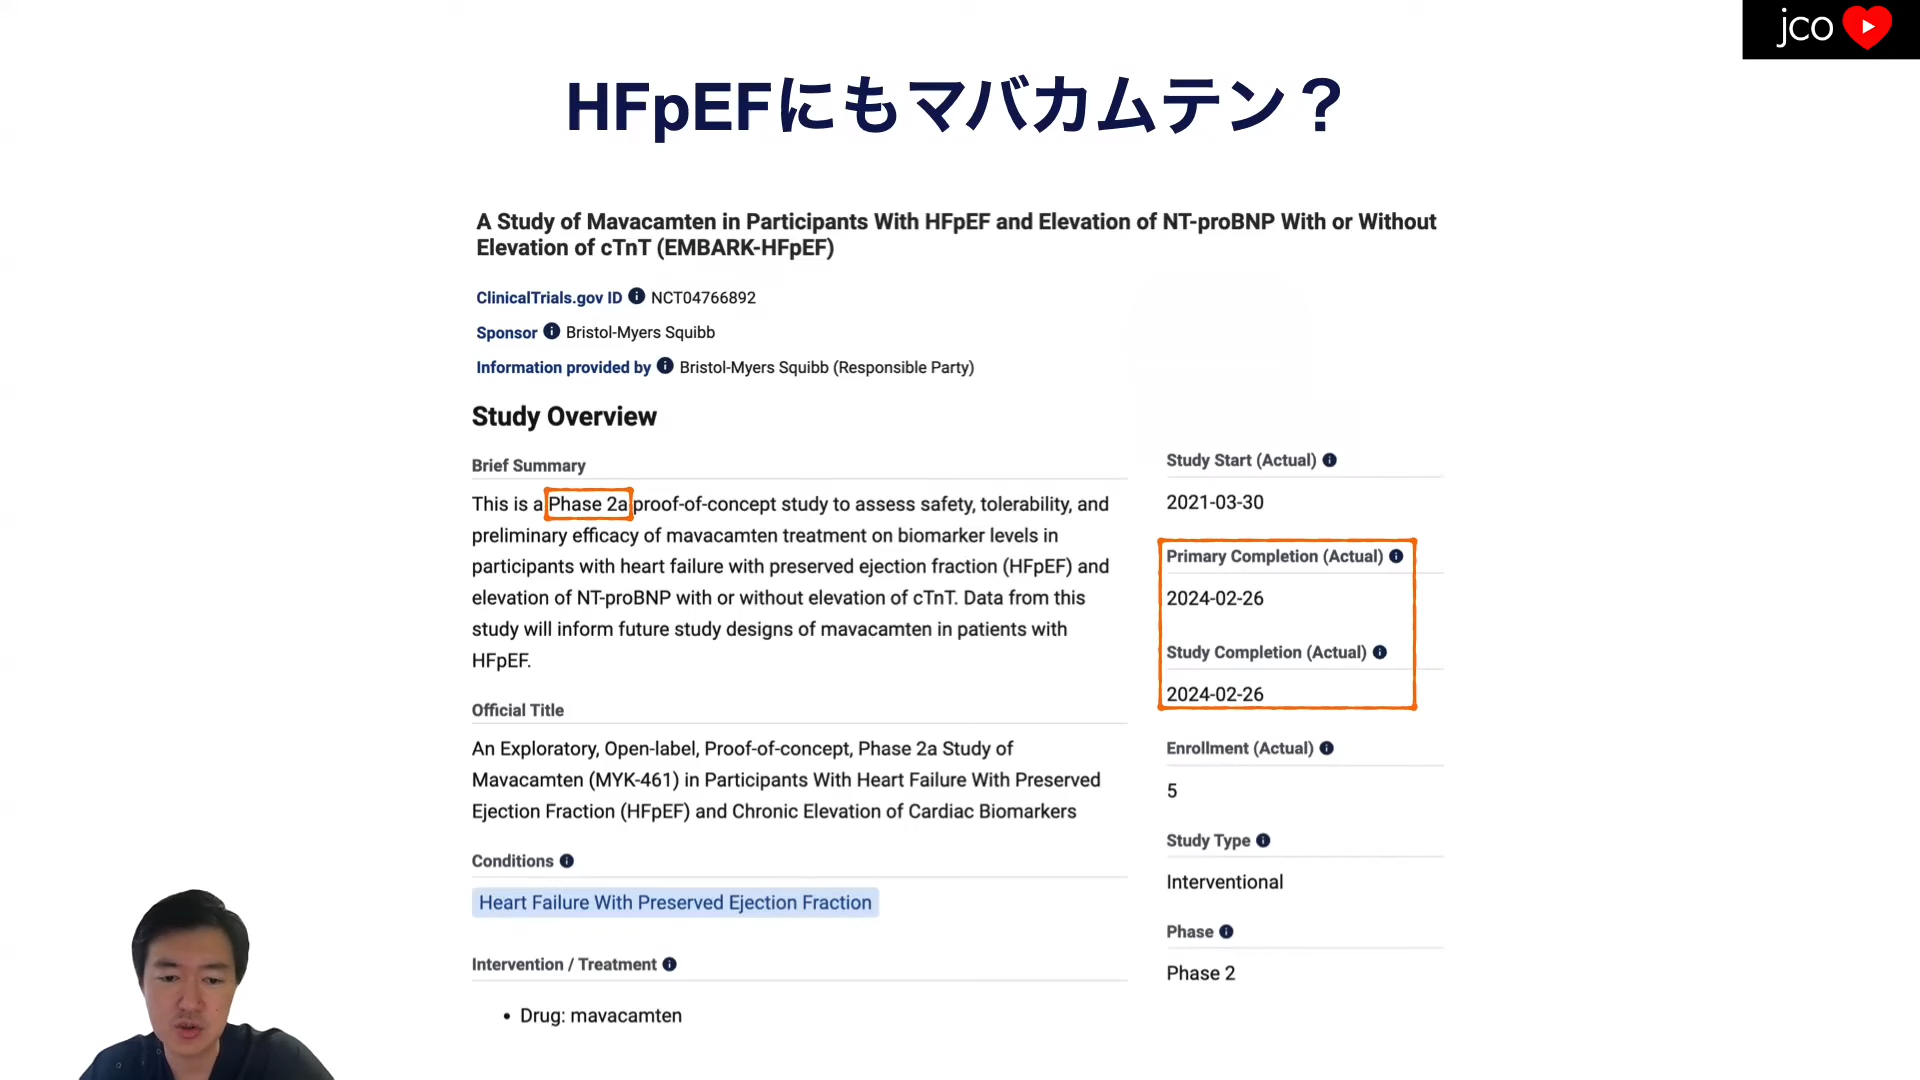 jco
HFpEFにもマバカムテン？
A Study of Mavacamten in Participants With HFpEF and Elevation of NT-proBNP With or Without
Elevation of cTnT (EMBARK-HFpEF)
ClinicalTrials.gov ID NCT04766892
Sponsor Bristol-Myers Squibb
Information provided by Bristol-Myers Squibb (Responsible Party)
Study Overview
Brief Summary
This is a Phase 2a proof-of-concept study to assess safety, tolerability, and
preliminary efficacy of mavacamten treatment on biomarker levels in
participants with heart failure with preserved ejection fraction (HFpEF) and
elevation of NT-proBNP with or without elevation of cTnT. Data from this
study will inform future study designs of mavacamten in patients with
HFpEF.
Official Title
An Exploratory, Open-label, Proof-of-concept, Phase 2a Study of
Mavacamten (MYK-461) in Participants With Heart Failure With Preserved
Ejection Fraction (HFpEF) and Chronic Elevation of Cardiac Biomarkers
Conditions
Heart Failure With Preserved Ejection Fraction
Intervention / Treatment
• Drug: mavacamten
Study Start (Actual)
2021-03-30
Primary Completion (Actual)
2024-02-26
Study Completion (Actual)
2024-02-26
Enrollment (Actual)
5
Study Type
Interventional
Phase
Phase 2